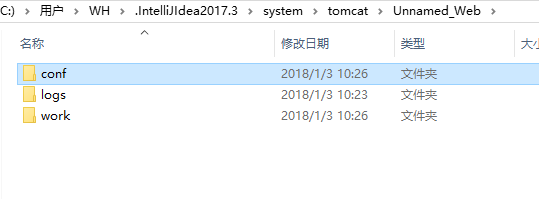 C:) > 用户 > WH > .IntelliJIdea2017.3 > system > tomcat > Unnamed_Web >
名称 修改日期 类型 大小
conf 2018/1/3 10:26 文件夹
logs 2018/1/3 10:23 文件夹
work 2018/1/3 10:26 文件夹